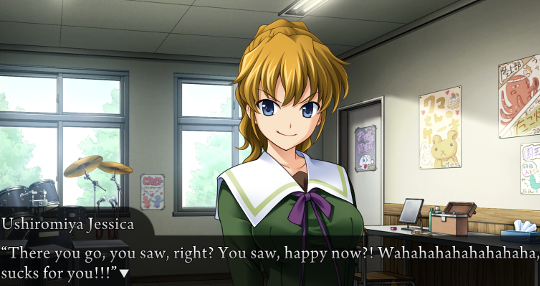 Ushiromiya Jessica
“There you go, you saw, right? You saw, happy now?! Wahahahahahahahaha,
sucks for you!!!”▼